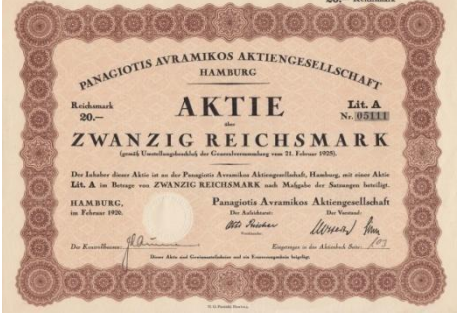 20.— Reichsmark
PANAGIOTIS AVRAMIKOS AKTIENGESELLSCHAFT
HAMBURG
Reichsmark
20.—
AKTIE
Lit. A
Nr. 05111
über
ZWANZIG REICHSMARK
(gemäß Umstellungsbeschluß der Generalversammlung vom 21. Februar 1925).
Der Inhaber dieser Aktie ist an der Panagiotis Avramikos Aktiengesellschaft, Hamburg, mit einer Aktie
Lit. A im Betrage von ZWANZIG REICHSMARK nach Maßgabe der Satzungen beteiligt.
HAMBURG,
im Februar 1920.
Panagiotis Avramikos Aktiengesellschaft
Der Aufsichtsrat:
Der Vorstand:
Vorsitzender.
Der Kontrollbeamte:
Eingetragen in das Aktienbuch Seite:
Dieser Aktie sind Gewinnanteilscheine und ein Erneuerungsschein beigefügt.